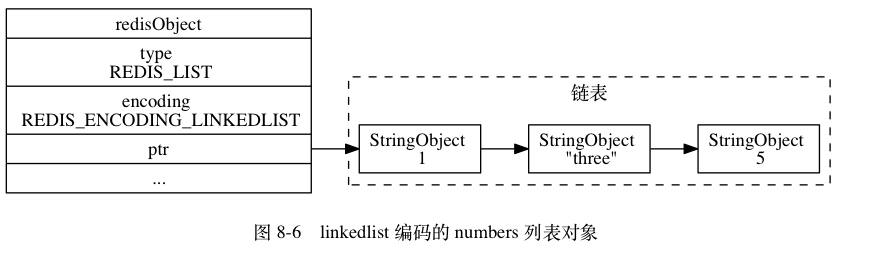 redisObject
type
REDIS_LIST
encoding
REDIS_ENCODING_LINKEDLIST
ptr
...
链表
StringObject
1
StringObject
"three"
StringObject
5
图 8-6 linkedlist 编码的 numbers 列表对象